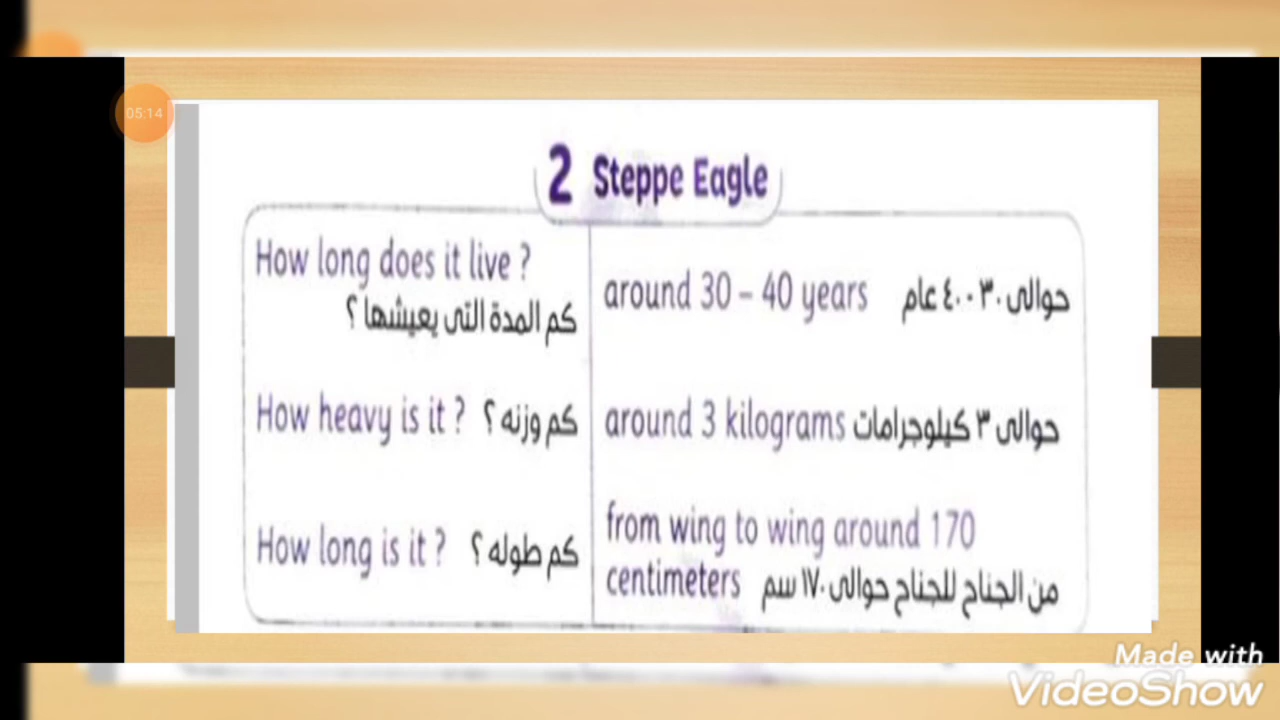 05:14
2 Steppe Eagle
How long does it live ?
كم المدة التى يعيشها ؟
around 30 – 40 years حوالى ٣٠ - ٤٠ عام
How heavy is it ? كم وزنه ؟
around 3 kilograms حوالى ٣ كيلوجرامات
How long is it ? كم طوله ؟
from wing to wing around 170
centimeters من الجناح للجناح حوالى ١٧٠ سم
Made with
VideoShow